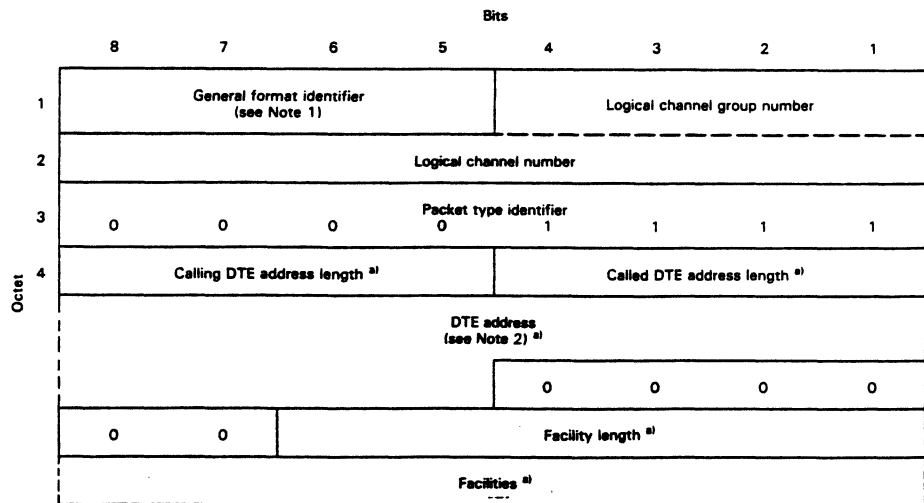 Bits
8 7 6 5 4 3 2 1
1 General format identifier (see Note 1) Logical channel group number
2 Logical channel number
3 Packet type identifier
0 0 0 0 1 1 1 1
Octet
4 Calling DTE address length a) Called DTE address length a)
DTE address
(see Note 2) a)
0 0 0 0
0 0 Facility length a)
Facilities a)